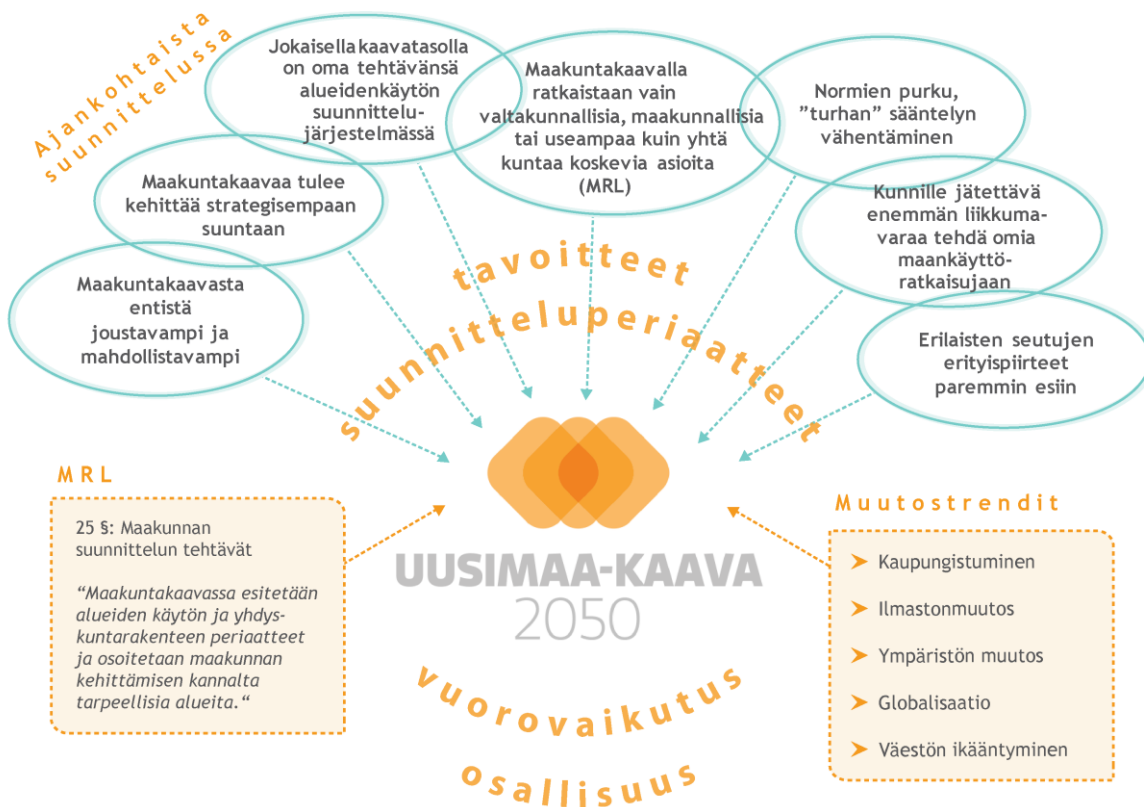 Ajankohtaista
suunnittelussa
Maakuntakaavasta
entistä
joustavampi ja
mahdollistavampi
Maakuntakaavaa tulee
kehittää strategisempaan
suuntaan
Jokaisella kaavatasolla
on oma tehtävänsä
alueidenkäytön
suunnittelu-
järjestelmässä
Maakuntakaavalla
ratkaistaan vain
valtakunnallisia, maakunnallisia
tai useampaa kuin yhtä
kuntaa koskevia asioita
(MRL)
Normien purku,
”turhan” sääntelyn
vähentäminen
Kunnille jätettävä
enemmän liikkuma-
varaa tehdä omia
maankäyttö-
ratkaisujaan
Erilaisten seutujen
erityispiirteet
paremmin esiin
tavoitteet
suunnitteluperiaatteet
MRL
25 §: Maakunnan
suunnittelun tehtävät
“Maakuntakaavassa esitetään
alueiden käytön ja yhdys-
kuntarakenteen periaatteet
ja osoitetaan maakunnan
kehittämisen kannalta
tarpeellisia alueita.“
UUSIMAA-KAAVA
2050
Muutostrendit
Kaupungistuminen
Ilmastonmuutos
Ympäristön muutos
Globalisaatio
Väestön ikääntyminen
vuorovaikutus
osallisuus